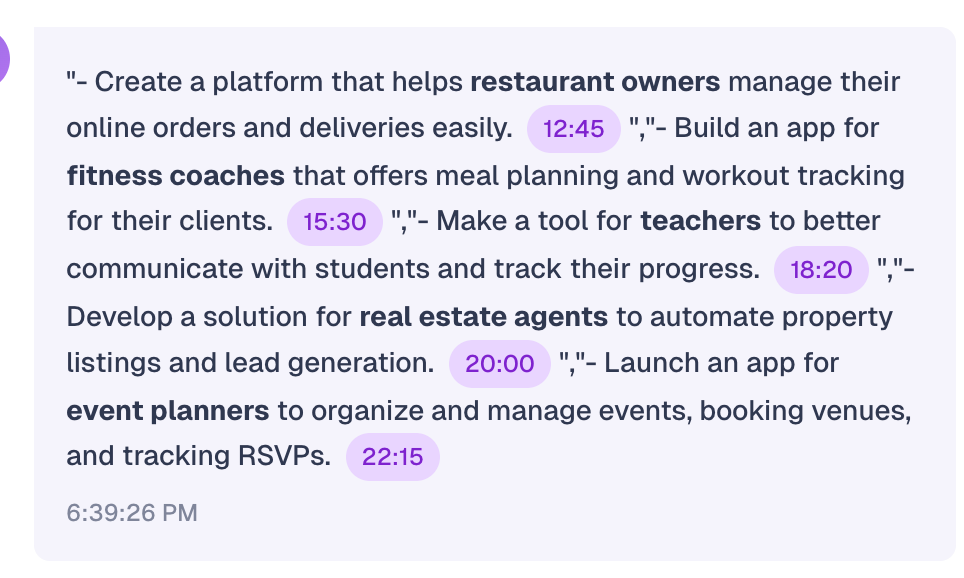 "- Create a platform that helps restaurant owners manage their
online orders and deliveries easily. 12:45 ","- Build an app for
fitness coaches that offers meal planning and workout tracking
for their clients. 15:30 ","- Make a tool for teachers to better
communicate with students and track their progress. 18:20 ","-
Develop a solution for real estate agents to automate property
listings and lead generation. 20:00 ","- Launch an app for
event planners to organize and manage events, booking venues,
and tracking RSVPs. 22:15
6:39:26 PM